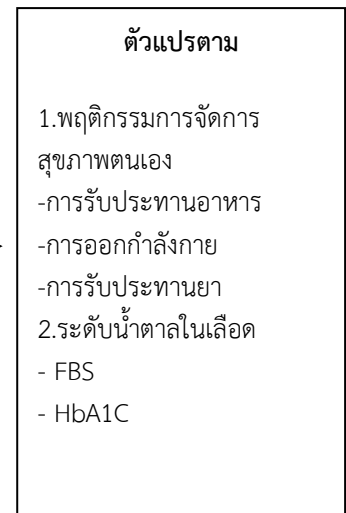 ตัวแปรตาม
1.พฤติกรรมการจัดการ
สุขภาพตนเอง
-การรับประทานอาหาร
-การออกกำลังกาย
-การรับประทานยา
2.ระดับน้ำตาลในเลือด
- FBS
- HbA1C